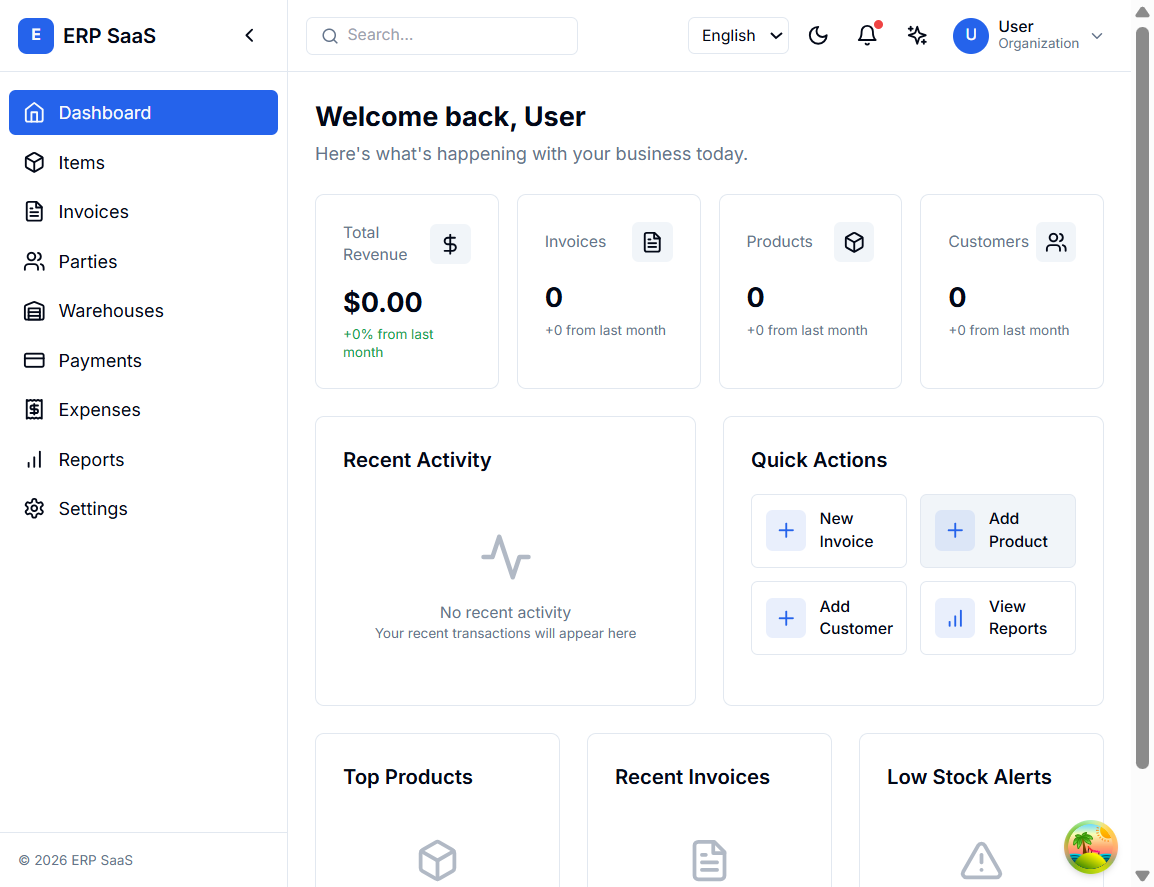 E ERP SaaS
Search...
English
U
User
Organization
Dashboard
Items
Invoices
Parties
Warehouses
Payments
Expenses
Reports
Settings
© 2026 ERP SaaS
Welcome back, User
Here's what's happening with your business today.
Total
Revenue
$0.00
+0% from last
month
Invoices
0
+0 from last month
Products
0
+0 from last month
Customers
0
+0 from last month
Recent Activity
No recent activity
Your recent transactions will appear here
Quick Actions
New
Invoice
Add
Product
Add
Customer
View
Reports
Top Products
Recent Invoices
Low Stock Alerts